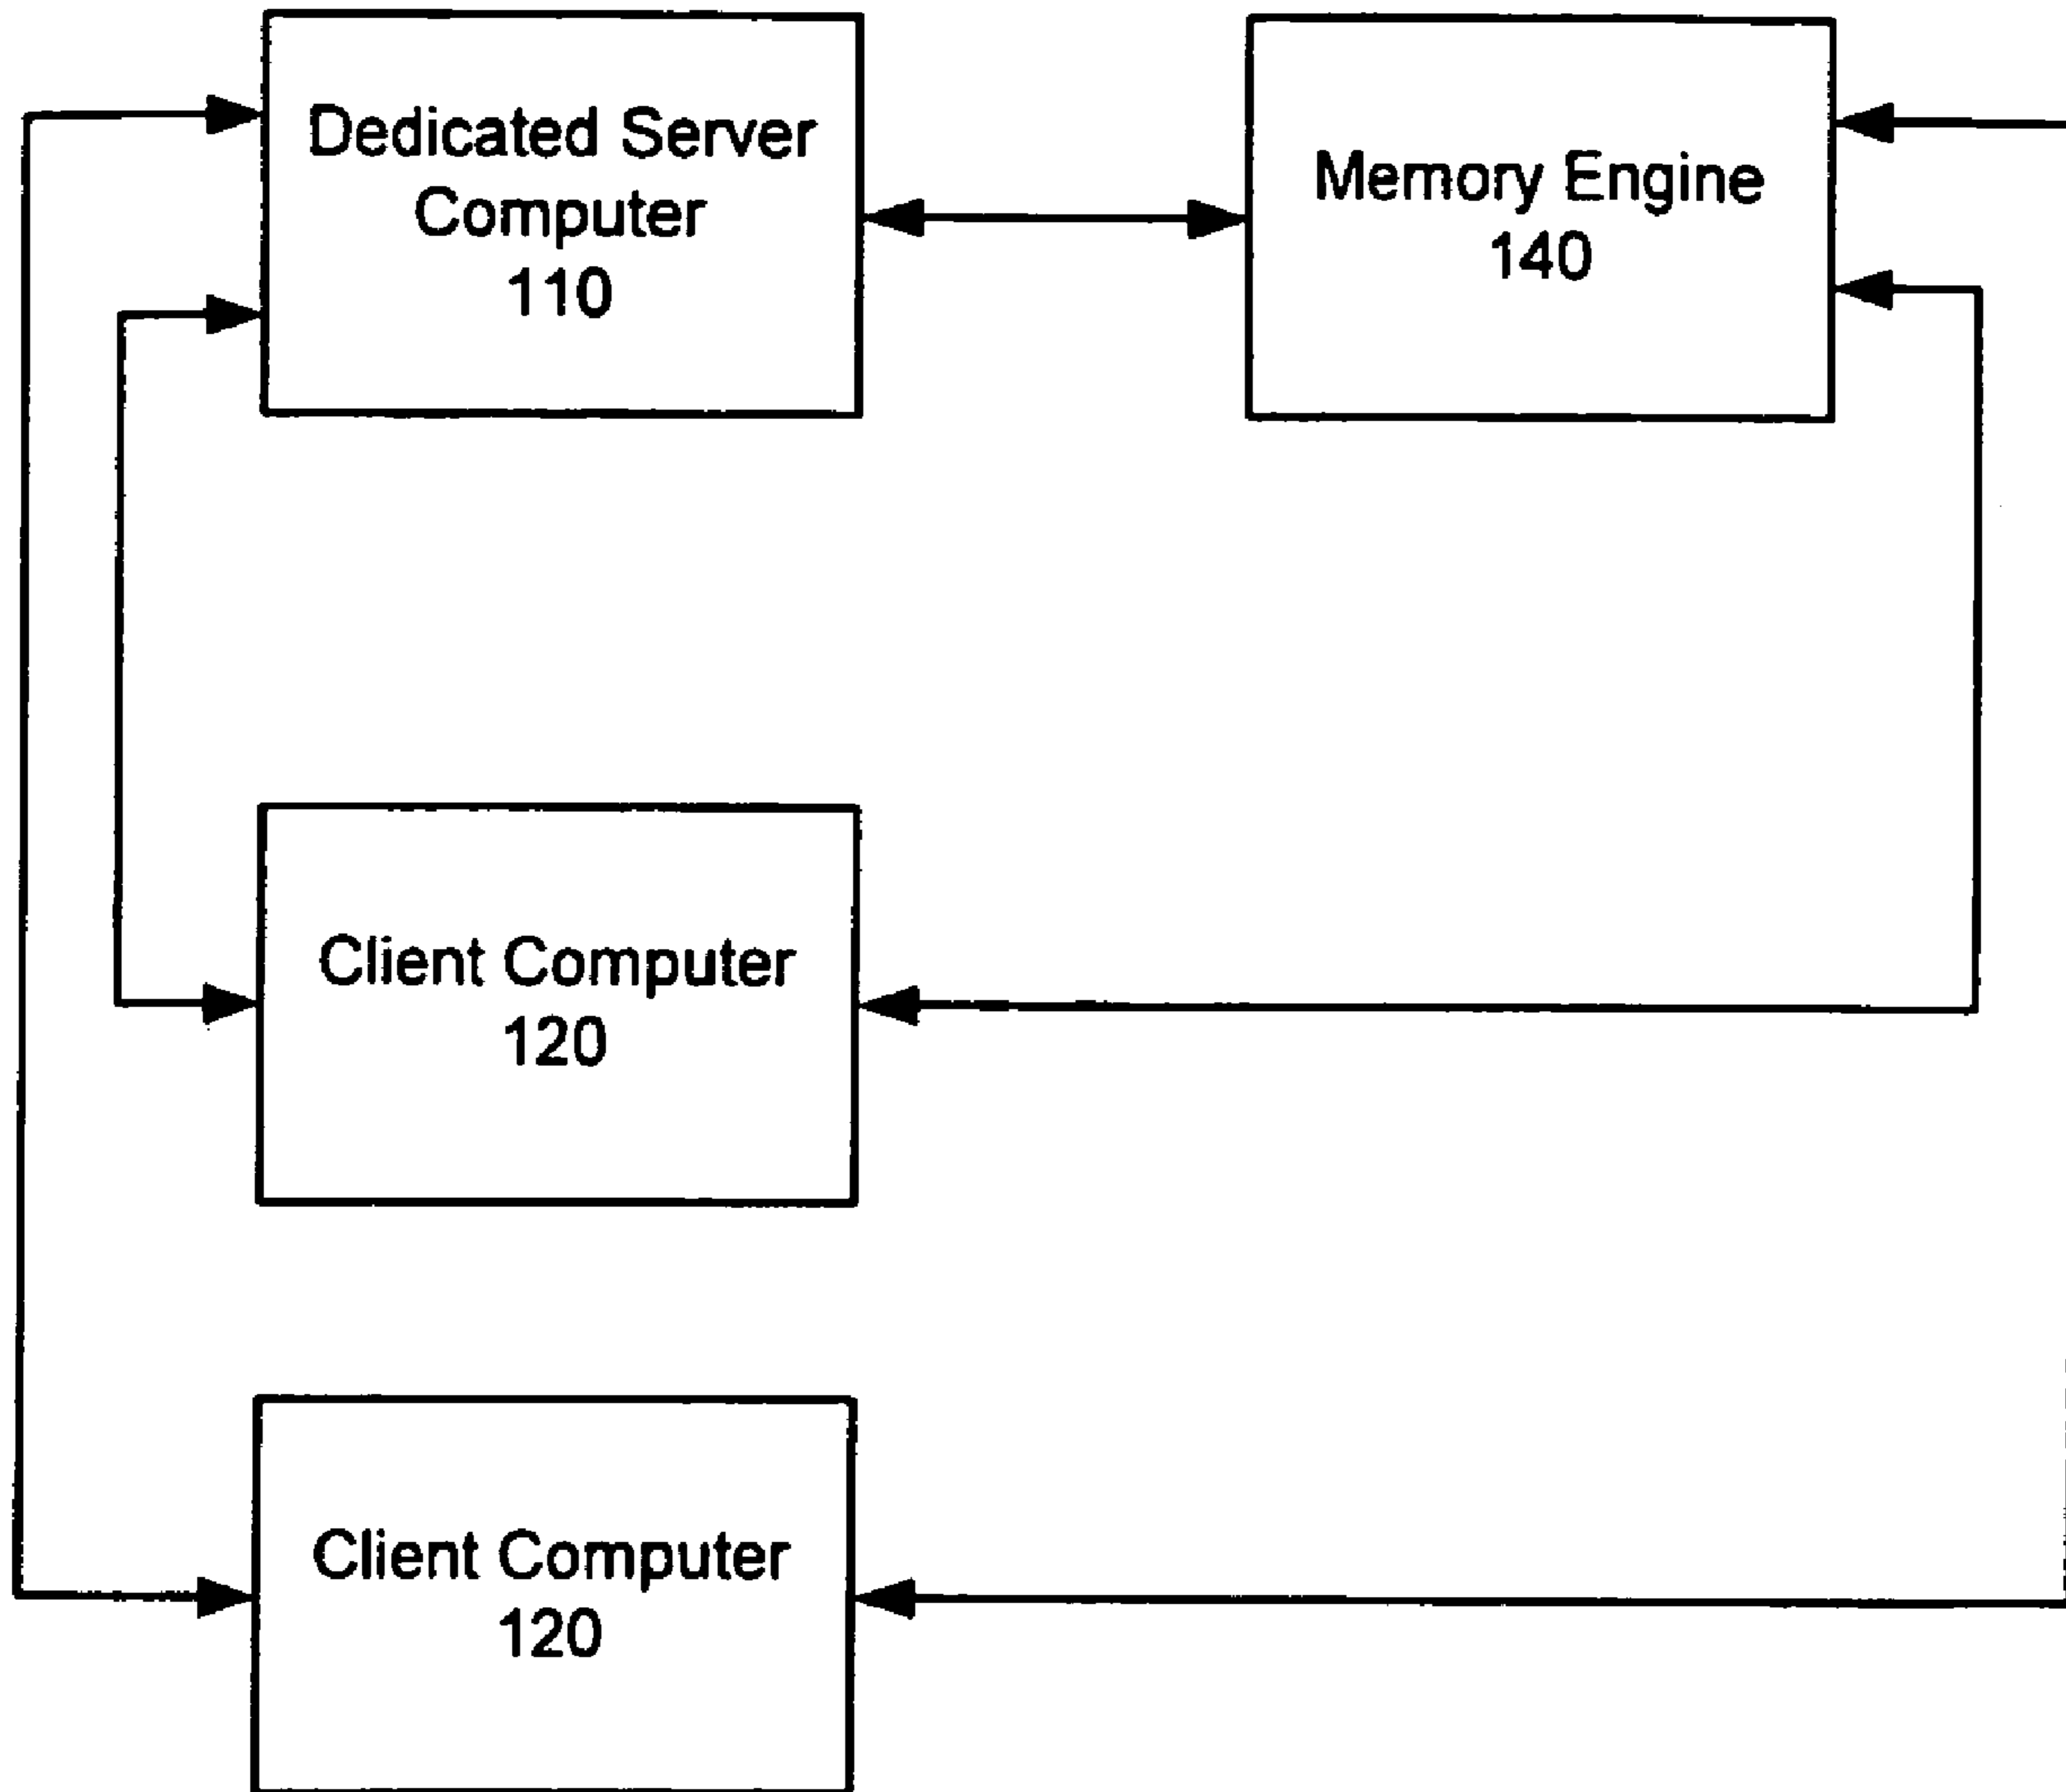 Dedicated Server
Computer
110
Memory Engine
140
Client Computer
120
Client Computer
120